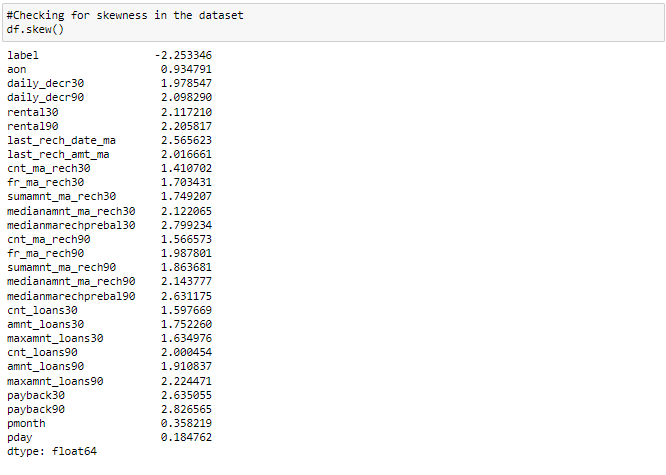 #Checking for skewness in the dataset
df.skew()
label -2.253346
aon 0.934791
daily_decr30 1.978547
daily_decr90 2.098290
rental30 2.117210
rental90 2.205817
last_rech_date_ma 2.565623
last_rech_amt_ma 2.016661
cnt_ma_rech30 1.410702
fr_ma_rech30 1.703431
sumamnt_ma_rech30 1.749207
medianamnt_ma_rech30 2.122065
medianmarechprebal30 2.799234
cnt_ma_rech90 1.566573
fr_ma_rech90 1.987801
sumamnt_ma_rech90 1.863681
medianamnt_ma_rech90 2.143777
medianmarechprebal90 2.631175
cnt_loans30 1.597669
amnt_loans30 1.752260
maxamnt_loans30 1.634976
cnt_loans90 2.000454
amnt_loans90 1.910837
maxamnt_loans90 2.224471
payback30 2.635055
payback90 2.826565
pmonth 0.358219
pday 0.184762
dtype: float64